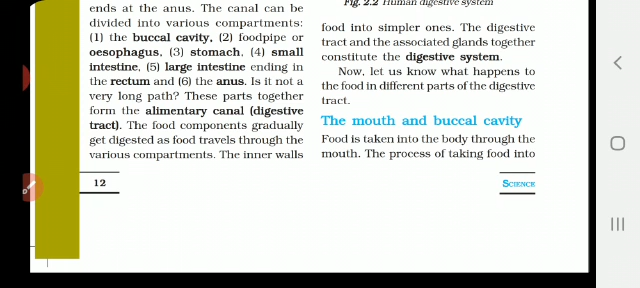 ends at the anus. The canal can be
divided into various compartments:
(1) the buccal cavity, (2) foodpipe or
oesophagus, (3) stomach, (4) small
intestine, (5) large intestine ending in
the rectum and (6) the anus. Is it not a
very long path? These parts together
form the alimentary canal (digestive
tract). The food components gradually
get digested as food travels through the
various compartments. The inner walls
12
Fig. 2.2 Human digestive system
food into simpler ones. The digestive
tract and the associated glands together
constitute the digestive system.
Now, let us know what happens to
the food in different parts of the digestive
tract.
The mouth and buccal cavity
Food is taken into the body through the
mouth. The process of taking food into
SCIENCE